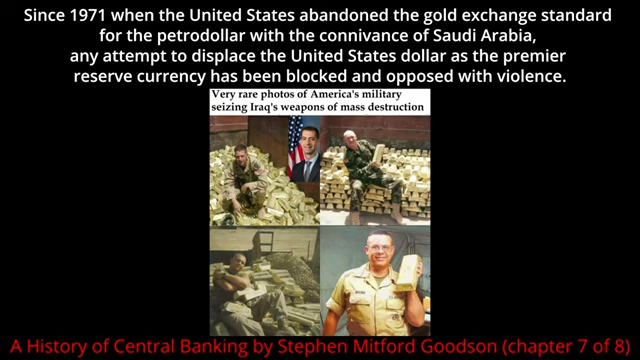 Since 1971 when the United States abandoned the gold exchange standard
for the petrodollar with the connivance of Saudi Arabia,
any attempt to displace the United States dollar as the premier
reserve currency has been blocked and opposed with violence.
Very rare photos of America's military
seizing Iraq's weapons of mass destruction
A History of Central Banking by Stephen Mitford Goodson (chapter 7 of 8)